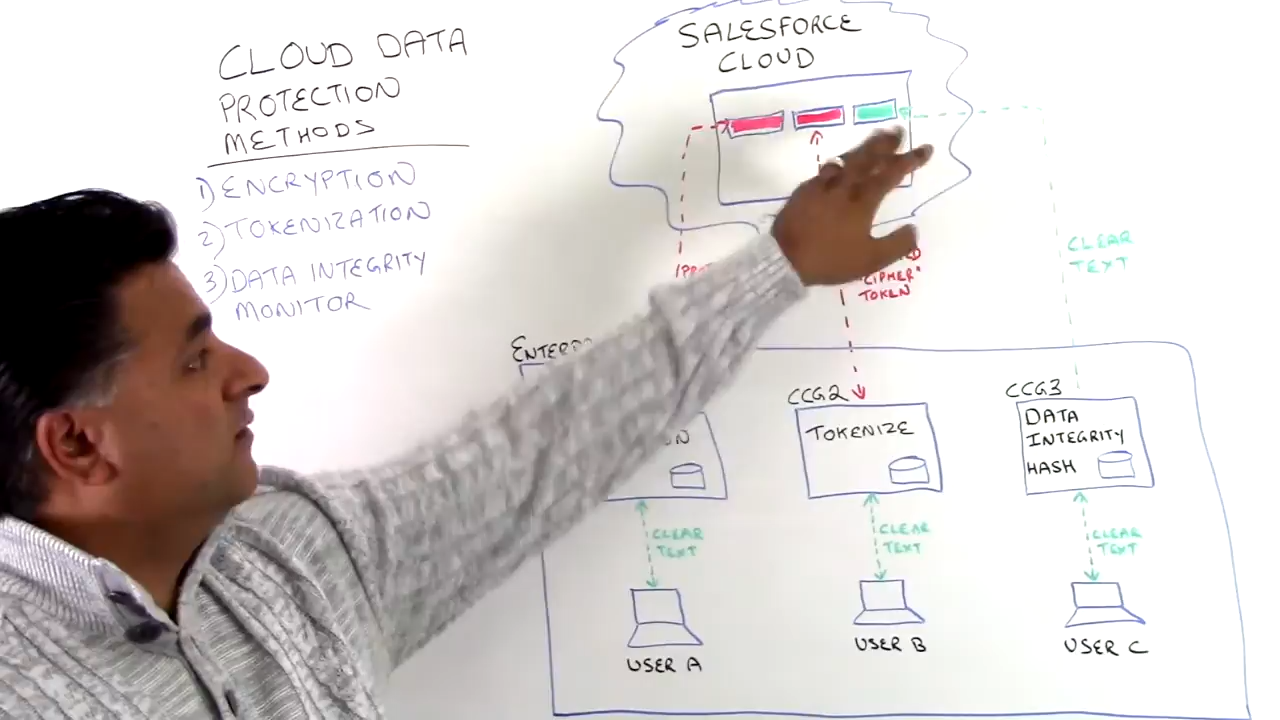 CLOUD DATA
PROTECTION
METHODS
1) ENCRYPTION
2) TOKENIZATION
3) DATA INTEGRITY
MONITOR
SALESFORCE
CLOUD
CLEAR
TEXT
"CIPHER"
TOKEN
CCG2
TOKENIZE
CCG3
DATA
INTEGRITY
HASH
CLEAR
TEXT
CLEAR
TEXT
CLEAR
TEXT
USER A
USER B
USER C